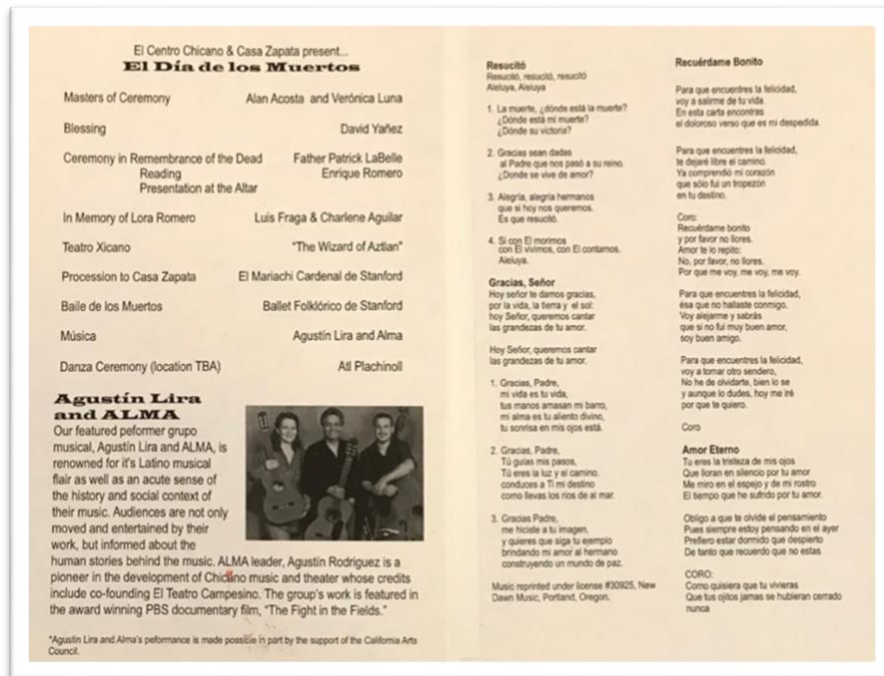 El Centro Chicano & Casa Zapata present...
El Día de los Muertos
Masters of Ceremony Alan Acosta and Verónica Luna
Blessing David Yañez
Ceremony in Remembrance of the Dead Father Patrick LaBelle
Reading Enrique Romero
Presentation at the Altar
In Memory of Lora Romero Luis Fraga & Charlene Aguilar
Teatro Xicano "The Wizard of Aztlan"
Procession to Casa Zapata El Mariachi Cardenal de Stanford
Baile de los Muertos Ballet Folklórico de Stanford
Música Agustín Lira and Alma
Danza Ceremony (location TBA) Atl Plachinoll
Agustín Lira
and ALMA
Our featured peformer grupo
musical, Agustín Lira and ALMA, is
renowned for it's Latino musical
flair as well as an acute sense of
the history and social context of
their music. Audiences are not only
moved and entertained by their
work, but informed about the
human stories behind the music. ALMA leader, Agustín Rodriguez is a
pioneer in the development of music and theater whose credits
include co-founding El Teatro Campesino. The group's work is featured in
the award winning PBS documentary film, "The Fight in the Fields."
*Agustín Lira and Alma's peformance is made possible in part by the support of the California Arts
Council.
Resucitó
Resucitó, resucitó, resucitó
Aleluya, Aleluya
1. La muerte, ¿dónde está la muerte?
¿Dónde está mi muerte?
¿Dónde su victoria?
2. Gracias sean dadas
al Padre que nos pasó a su reino.
¿Donde se vive de amor?
3. Alegría, alegría hermanos
que si hoy nos queremos.
Es que resucitó.
4. Si con El morimos
con El vivimos, con El contamos.
Aleluya.
Gracias, Señor
Hoy señor te damos gracias,
por la vida, la tierra y el sol:
hoy Señor, queremos cantar
las grandezas de tu amor.
Hoy Señor, queremos cantar
las grandezas de tu amor.
1. Gracias, Padre,
mi vida es tu vida,
tus manos amasan mi barro,
mi alma es tu aliento divino,
tu sonrisa en mis ojos está.
2. Gracias, Padre,
Tú guias mis pasos,
Tú eres la luz y el camino.
conduces a Ti mi destino
como llevas los ríos de al mar.
3. Gracias Padre,
me hiciste a tu imagen,
y quieres que siga tu ejemplo
brindando mi amor al hermano
construyendo un mundo de paz.
Music reprinted under license #30925, New
Dawn Music, Portland, Oregon.
Recuérdame Bonito
Para que encuentres la felicidad,
voy a salirme de tu vida.
En esta carta encontras
el doloroso verso que es mi despedida.
Para que encuentres la felicidad,
te dejaré libre el camino.
Ya comprendió mi corazón
que sólo fui un tropezón
en tu destino.
Coro:
Recuérdame bonito
y por favor no llores.
Amor te lo repito:
No, por favor, no llores.
Por que me voy, me voy, me voy.
Para que encuentres la felicidad,
ésa que no hallaste conmigo.
Voy alejarme y sabrás
que si no fui muy buen amor,
soy buen amigo.
Para que encuentres la felicidad,
voy a tomar otro sendero,
No he de olvidarte, bien lo se
y aunque lo dudes, hoy me iré
por que te quiero.
Coro
Amor Eterno
Tu eres la tristeza de mis ojos
Que lloran en silencio por tu amor
Me miro en el espejo y de mi rostro
El tiempo que he sufrido por tu amor.
Obligo a que te olvide el pensamiento
Pues siempre estoy pensando en el ayer
Prefiero estar dormido que despierto
De tanto que recuerdo que no estas
CORO:
Como quisiera que tu vivieras
Que tus ojitos jamas se hubieran cerrado
nunca